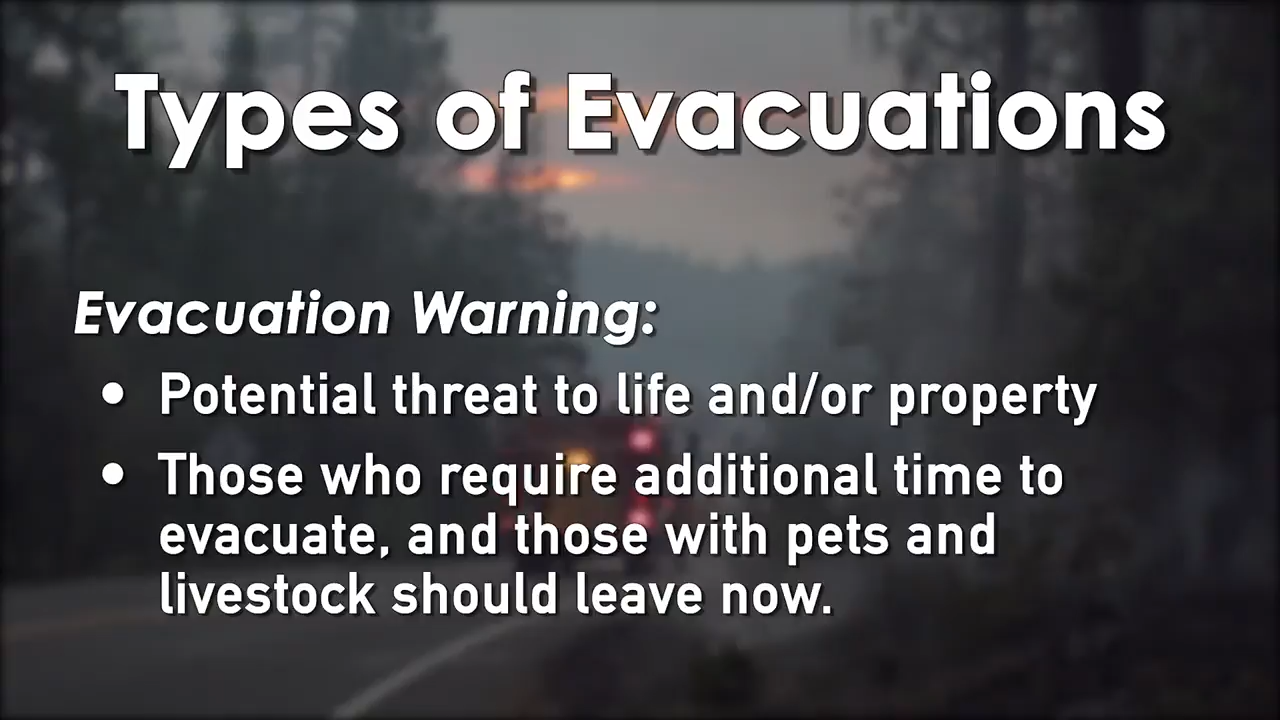 Types of Evacuations
Evacuation Warning:
• Potential threat to life and/or property
• Those who require additional time to
evacuate, and those with pets and
livestock should leave now.